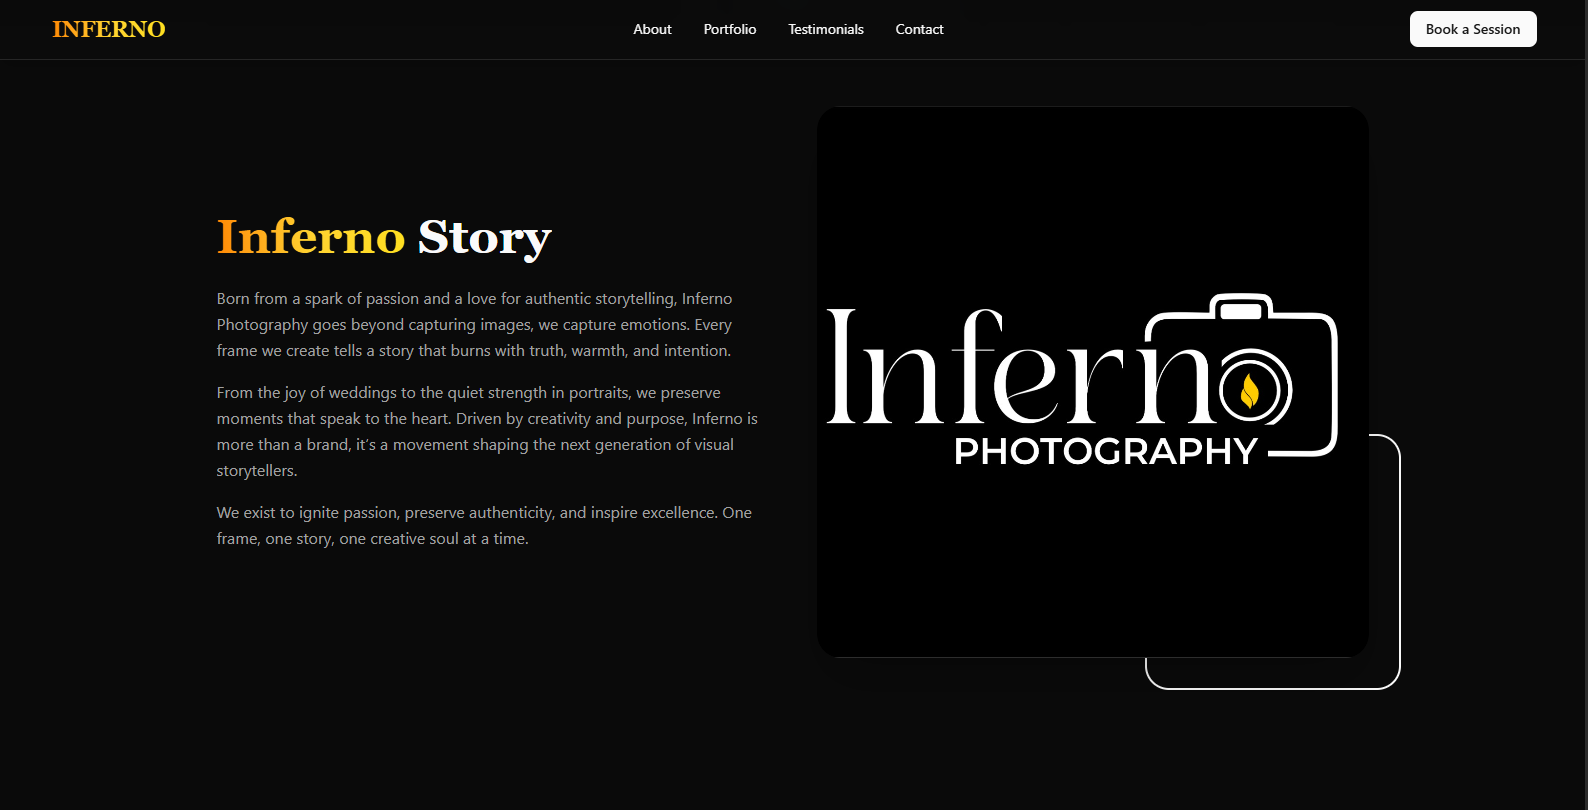 INFERNO
About
Portfolio
Testimonials
Contact
Book a Session
Inferno Story
Born from a spark of passion and a love for authentic storytelling, Inferno
Photography goes beyond capturing images, we capture emotions. Every
frame we create tells a story that burns with truth, warmth, and intention.
From the joy of weddings to the quiet strength in portraits, we preserve
moments that speak to the heart. Driven by creativity and purpose, Inferno is
more than a brand, it’s a movement shaping the next generation of visual
storytellers.
We exist to ignite passion, preserve authenticity, and inspire excellence. One
frame, one story, one creative soul at a time.
Inferno
PHOTOGRAPHY